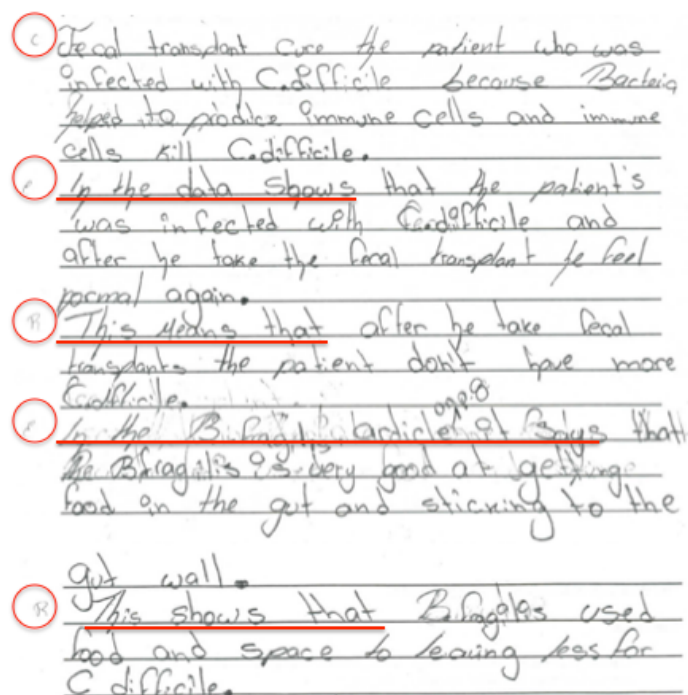 C Fecal transplant cure the patient who was
infected with C.difficile because Bacteria
helped to produce immune cells and immune
cells kill C.difficile.
E In the data shows that the patient's
was infected with C.difficile and
after he take the fecal transplant he feel
normal again.
R This means that after he take fecal
transplants the patient don't have more
C.difficile.
E In the B.fragilis ardicle it says that
the B.fragilis is very good at getting
food in the gut and sticking to the
gut wall.
R This shows that B.fragilis used
food and space to leaving less for
C difficile.